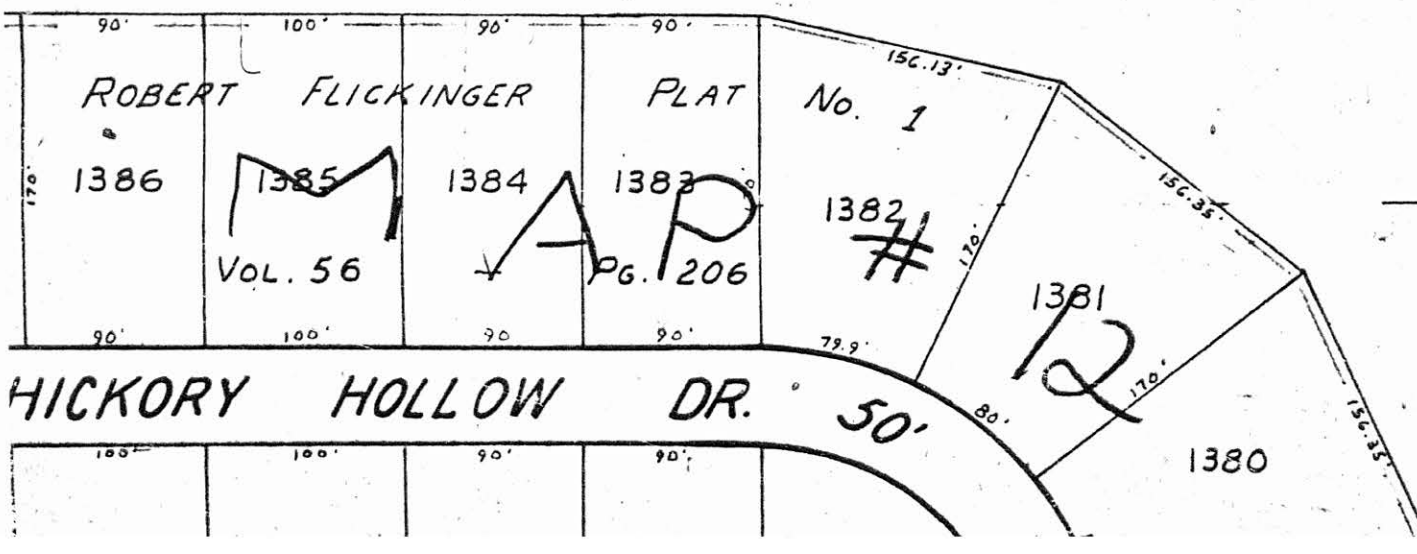 90' 100' 90' 90' 156.13'
ROBERT FLICKINGER PLAT No. 1
170' 1386 1385 1384 1383 1382 170' 1381 156.35'
MAP # 12
VOL. 56 PG. 206
90' 100' 90 90' 79.9' 80' 170' 1380 156.35'
HICKORY HOLLOW DR. 50'
100' 100' 90' 90'